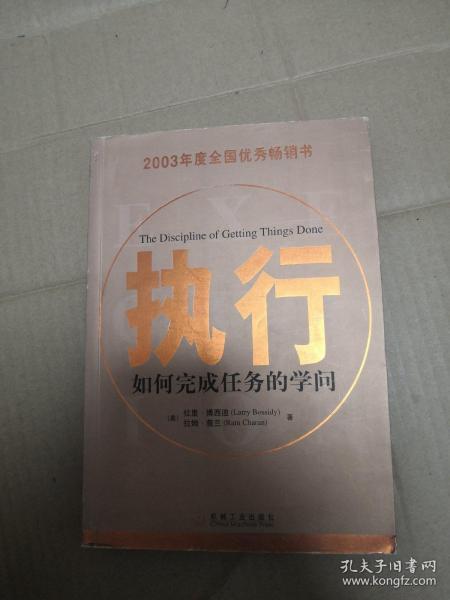 2003年度全国优秀畅销书
The Discipline of Getting Things Done
执行
如何完成任务的学问
(美) 拉里·博西迪 (Larry Bossidy)
拉姆·查兰 (Ram Charan) 著
机械工业出版社
China Machine Press
孔夫子旧书网
www.kongfz.com